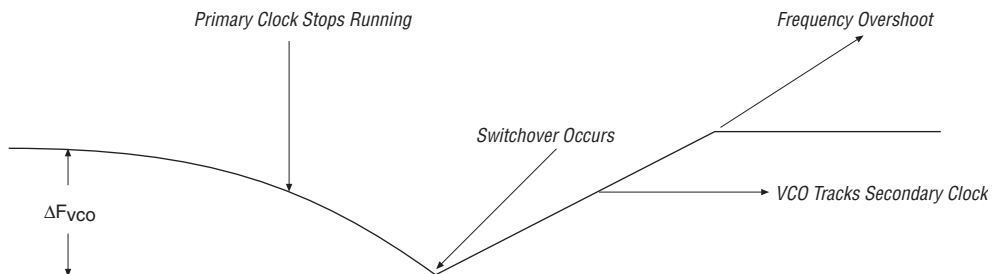 Primary Clock Stops Running
Frequency Overshoot
Switchover Occurs
VCO Tracks Secondary Clock
ΔFVCO